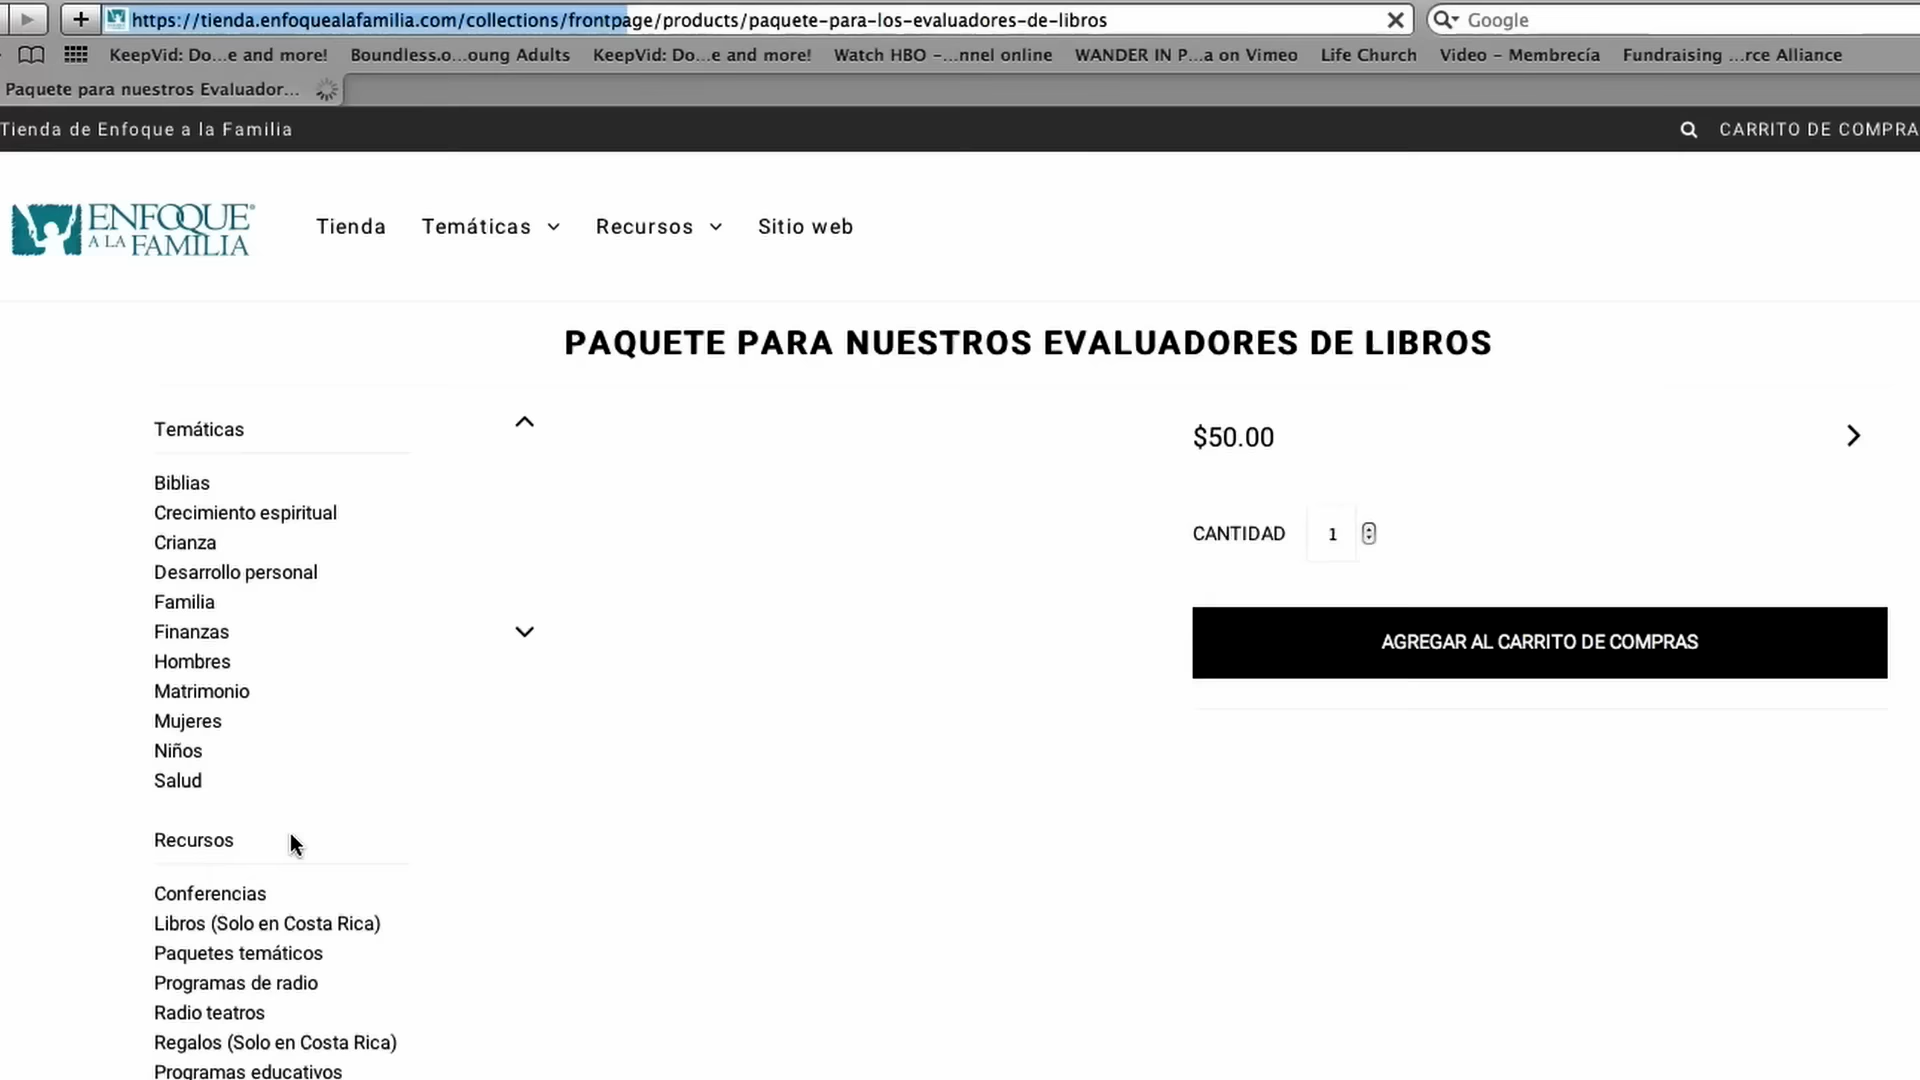 https://tienda.enfoquealafamilia.com/collections/frontpage/products/paquete-para-los-evaluadores-de-libros
Google
KeepVid: Do...e and more!
Boundless.o...oung Adults
KeepVid: Do...e and more!
Watch HBO -...nnel online
WANDER IN P...a on Vimeo
Life Church
Video - Membrecía
Fundraising ...rce Alliance
Paquete para nuestros Evaluador...
Tienda de Enfoque a la Familia
CARRITO DE COMPRA
ENFOQUE
A LA FAMILIA
Tienda
Temáticas
Recursos
Sitio web
PAQUETE PARA NUESTROS EVALUADORES DE LIBROS
Temáticas
Biblias
Crecimiento espiritual
Crianza
Desarrollo personal
Familia
Finanzas
Hombres
Matrimonio
Mujeres
Niños
Salud
Recursos
Conferencias
Libros (Solo en Costa Rica)
Paquetes temáticos
Programas de radio
Radio teatros
Regalos (Solo en Costa Rica)
Programas educativos
$50.00
CANTIDAD
1
AGREGAR AL CARRITO DE COMPRAS